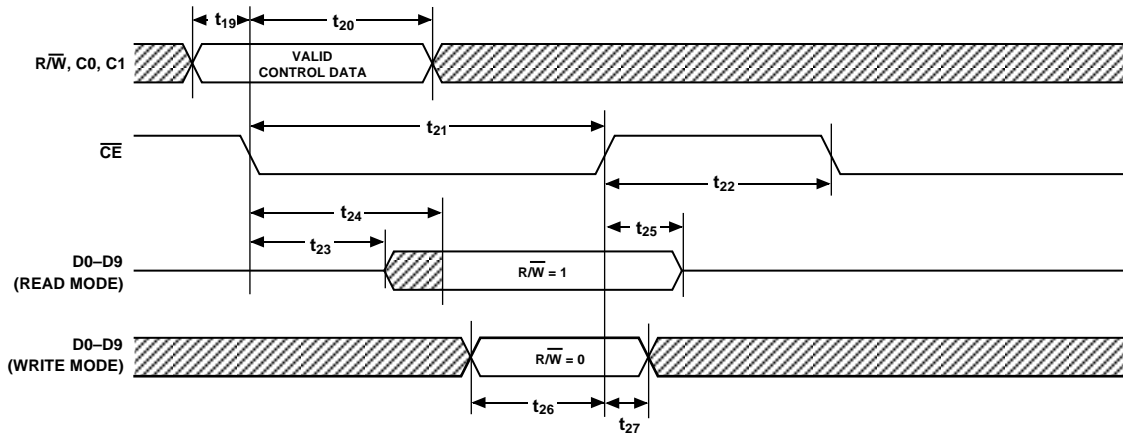 t19
t20
R/W̅, C0, C1
VALID
CONTROL DATA
t21
C̅E̅
t22
t24
t23
t25
D0–D9
(READ MODE)
R/W̅ = 1
D0–D9
(WRITE MODE)
R/W̅ = 0
t26
t27